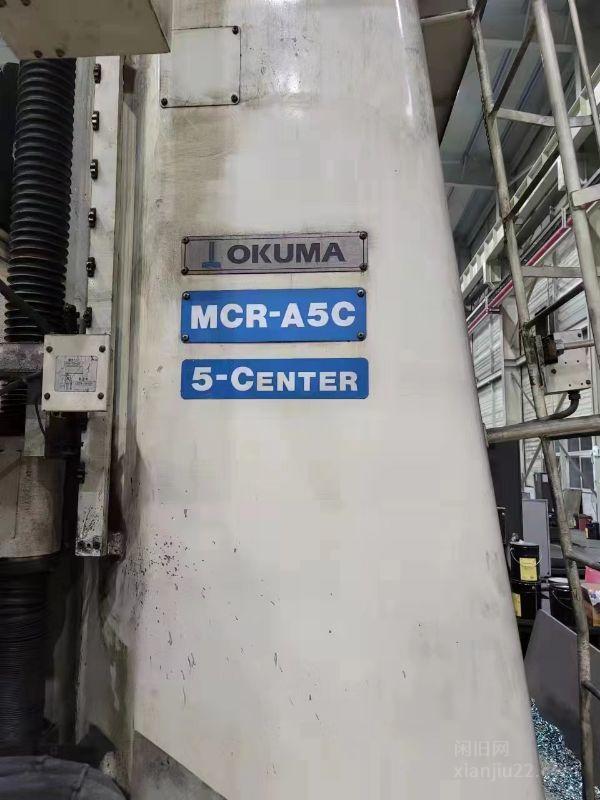 OKUMA
MCR-A5C
5-CENTER
闲旧网
xianjiu22.